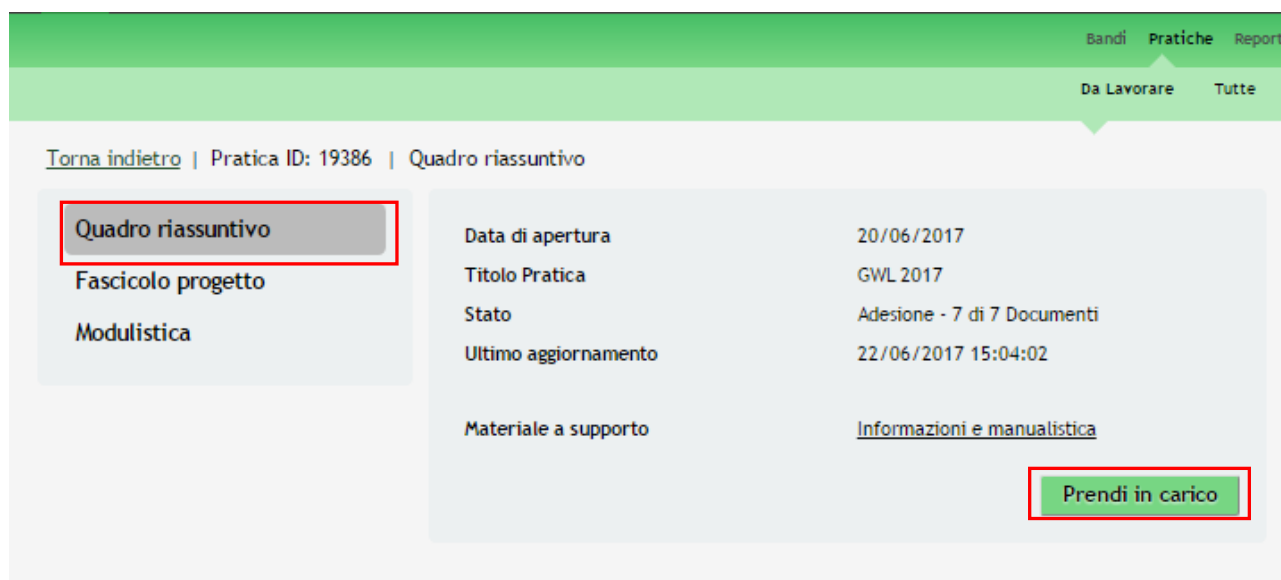 Bandi Pratiche Report
Da Lavorare Tutte
Torna indietro | Pratica ID: 19386 | Quadro riassuntivo
Quadro riassuntivo
Fascicolo progetto
Modulistica
Data di apertura 20/06/2017
Titolo Pratica GWL 2017
Stato Adesione - 7 di 7 Documenti
Ultimo aggiornamento 22/06/2017 15:04:02
Materiale a supporto Informazioni e manualistica
Prendi in carico